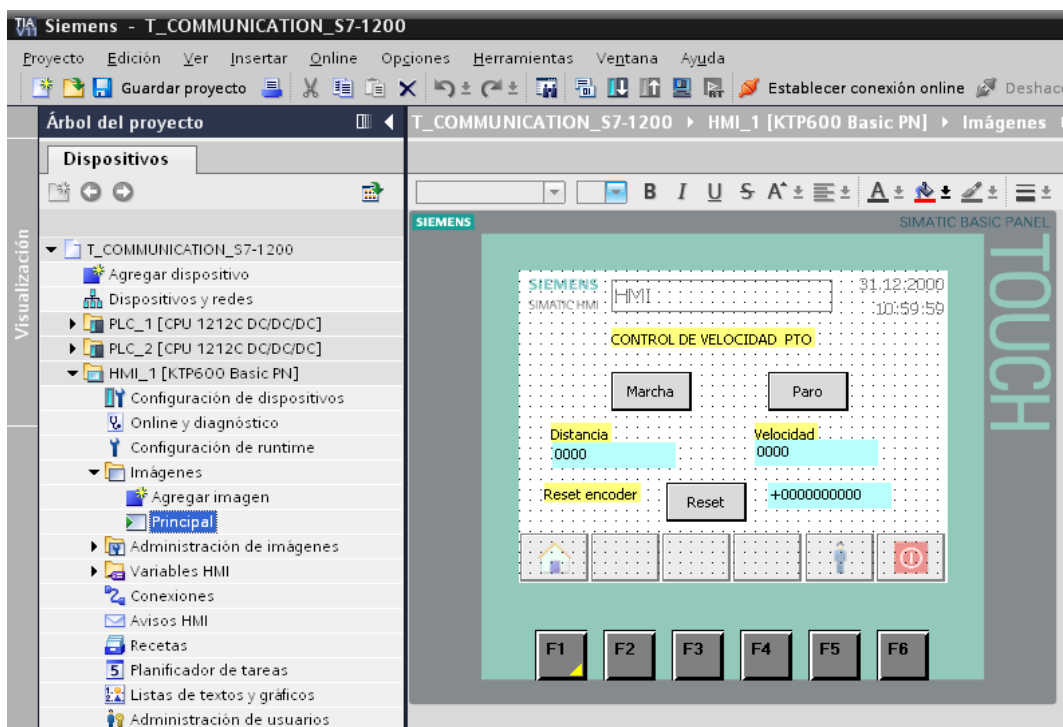 Siemens - T_COMMUNICATION_S7-1200
Proyecto Edición Ver Insertar Online Opciones Herramientas Ventana Ayuda
Guardar proyecto Establecer conexión online Deshac
Árbol del proyecto
T_COMMUNICATION_S7-1200 HMI_1 [KTP600 Basic PN] Imágenes
Dispositivos
B I U S A A
SIEMENS SIMATIC BASIC PANEL
Visualización
T_COMMUNICATION_S7-1200
Agregar dispositivo
Dispositivos y redes
PLC_1 [CPU 1212C DC/DC/DC]
PLC_2 [CPU 1212C DC/DC/DC]
HMI_1 [KTP600 Basic PN]
Configuración de dispositivos
Online y diagnóstico
Configuración de runtime
Imágenes
Agregar imagen
Principal
Administración de imágenes
Variables HMI
Conexiones
Avisos HMI
Recetas
Planificador de tareas
Listas de textos y gráficos
Administración de usuarios
TOUCH
SIEMENS
SIMATIC HMI
HMI
31.12.2000
10:59:59
CONTROL DE VELOCIDAD PTO
Marcha Paro
Distancia Velocidad
0000 0000
Reset encoder Reset +0000000000
F1 F2 F3 F4 F5 F6